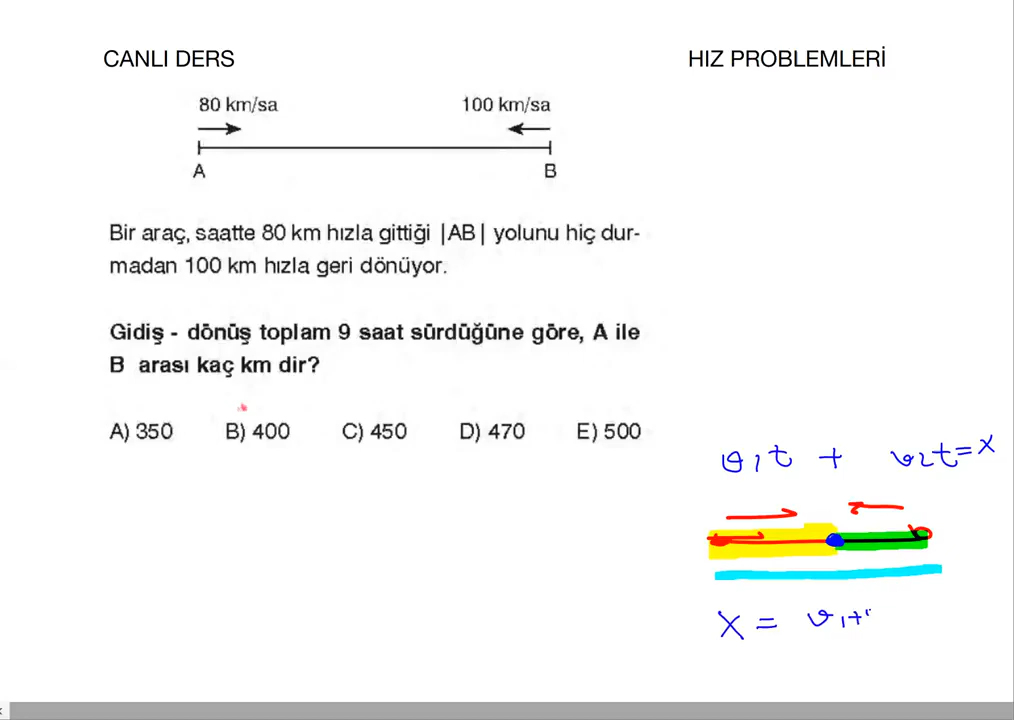 CANLI DERS
HIZ PROBLEMLERİ
80 km/sa
100 km/sa
A
B
Bir araç, saatte 80 km hızla gittiği |AB| yolunu hiç dur-
madan 100 km hızla geri dönüyor.
Gidiş - dönüş toplam 9 saat sürdüğüne göre, A ile
B arası kaç km dir?
A) 350 B) 400 C) 450 D) 470 E) 500
v₁t + v₂t = x
x =